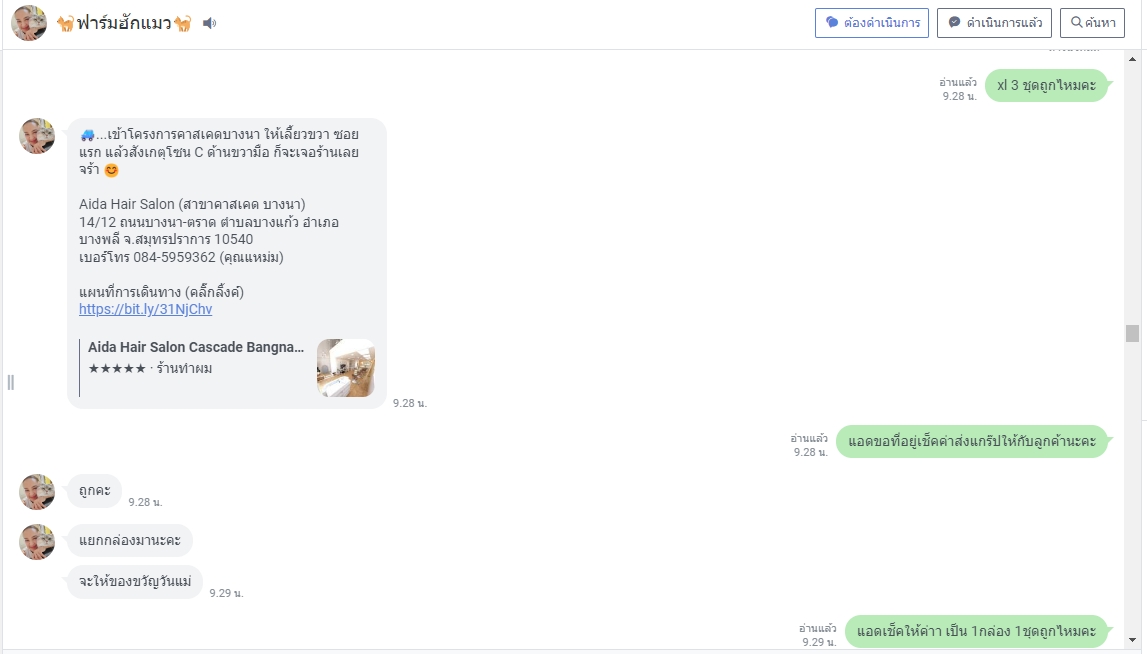 🐈ฟาร์มฮักแมว🐈
ต้องดำเนินการ
ดำเนินการแล้ว
ค้นหา
xl 3 ชุดถูกไหมคะ
อ่านแล้ว
9.28 น.
🚙...เข้าโครงการคาสเคดบางนา ให้เลี้ยวขวา ซอย
แรก แล้วสังเกตุโซน C ด้านขวามือ ก็จะเจอร้านเลย
จร้า 😊
Aida Hair Salon (สาขาคาสเคด บางนา)
14/12 ถนนบางนา-ตราด ตำบลบางแก้ว อำเภอ
บางพลี จ.สมุทรปราการ 10540
เบอร์โทร 084-5959362 (คุณแหม่ม)
แผนที่การเดินทาง (คลิ๊กลิ้งค์)
https://bit.ly/31NjChv
Aida Hair Salon Cascade Bangna...
★★★★★ · ร้านทำผม
9.28 น.
แอดขอที่อยู่เช็คค่าส่งแกร๊ปให้กับลูกค้านะคะ
อ่านแล้ว
9.28 น.
ถูกคะ
9.28 น.
แยกกล่องมานะคะ
จะให้ของขวัญวันแม่
9.29 น.
แอดเช็คให้ค่าา เป็น 1กล่อง 1ชุดถูกไหมคะ
อ่านแล้ว
9.29 น.